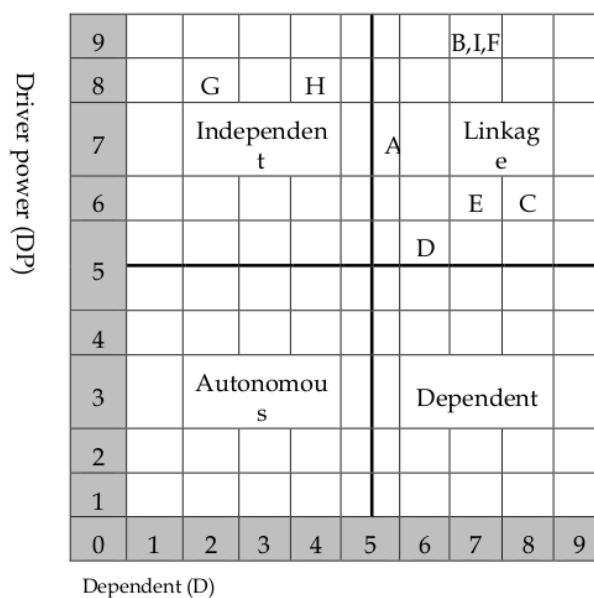 Driver power (DP)
9 B,I,F
8 G H
7 Independen
t A Linkag
e
6 E C
D
5
4
3 Autonomou
s Dependent
2
1
0 1 2 3 4 5 6 7 8 9
Dependent (D)